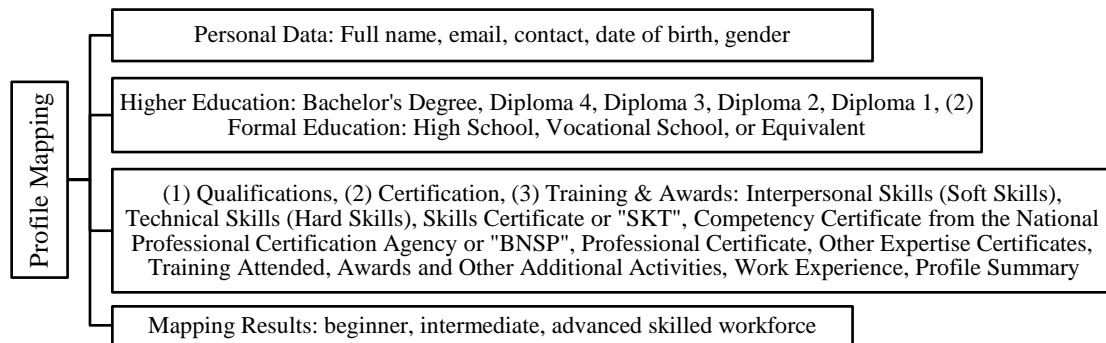 Profile Mapping
Personal Data: Full name, email, contact, date of birth, gender
Higher Education: Bachelor's Degree, Diploma 4, Diploma 3, Diploma 2, Diploma 1, (2)
Formal Education: High School, Vocational School, or Equivalent
(1) Qualifications, (2) Certification, (3) Training & Awards: Interpersonal Skills (Soft Skills),
Technical Skills (Hard Skills), Skills Certificate or "SKT", Competency Certificate from the National
Professional Certification Agency or "BNSP", Professional Certificate, Other Expertise Certificates,
Training Attended, Awards and Other Additional Activities, Work Experience, Profile Summary
Mapping Results: beginner, intermediate, advanced skilled workforce